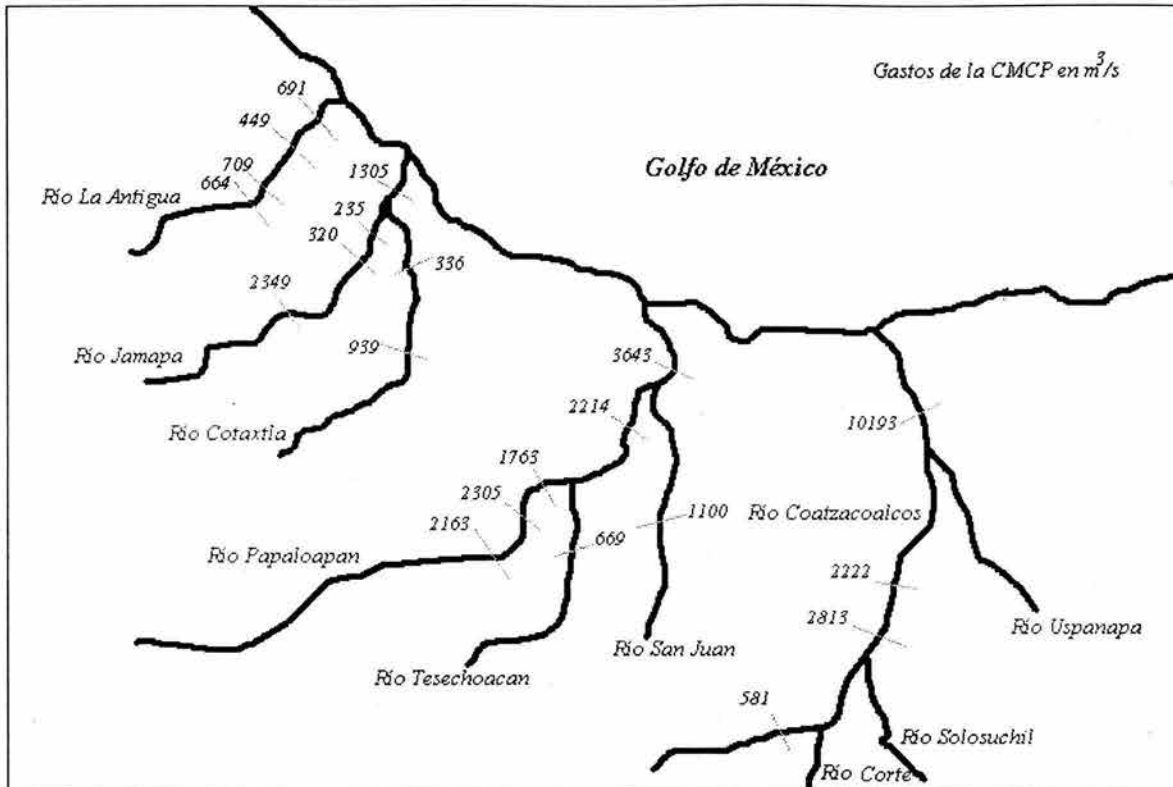 Gastos de la CMCP en m³/s
Golfo de México
691
449
709
664
Río La Antigua
1305
235
320
336
2349
939
Río Jamapa
Río Cotaxtla
3643
2214
10193
1763
2305
2163
1100
669
Río Coatzacoalcos
Río Papaloapan
2222
2813
Río Uspanapa
Río San Juan
Río Tesechoacan
581
Río Solosuchil
Río Corte